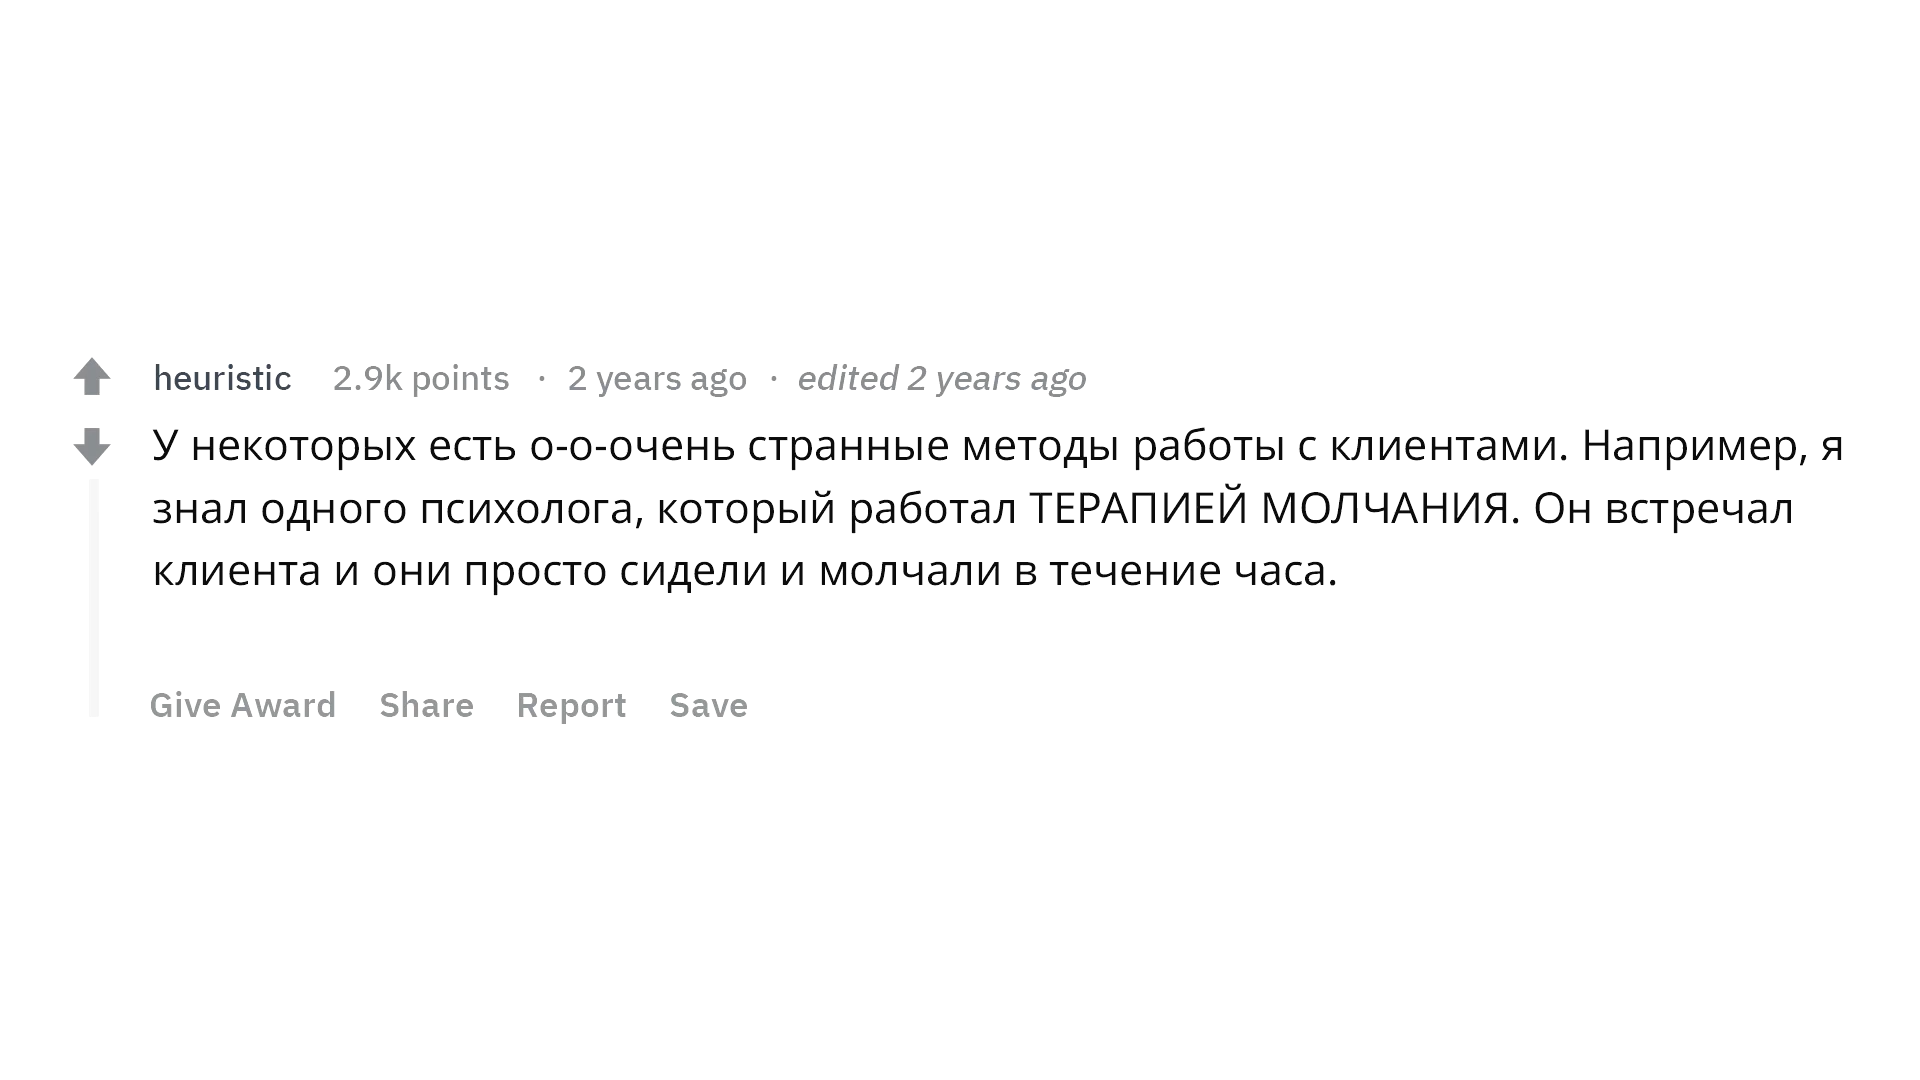 heuristic 2.9k points · 2 years ago · edited 2 years ago
У некоторых есть о-о-очень странные методы работы с клиентами. Например, я
знал одного психолога, который работал ТЕРАПИЕЙ МОЛЧАНИЯ. Он встречал
клиента и они просто сидели и молчали в течение часа.
Give Award Share Report Save